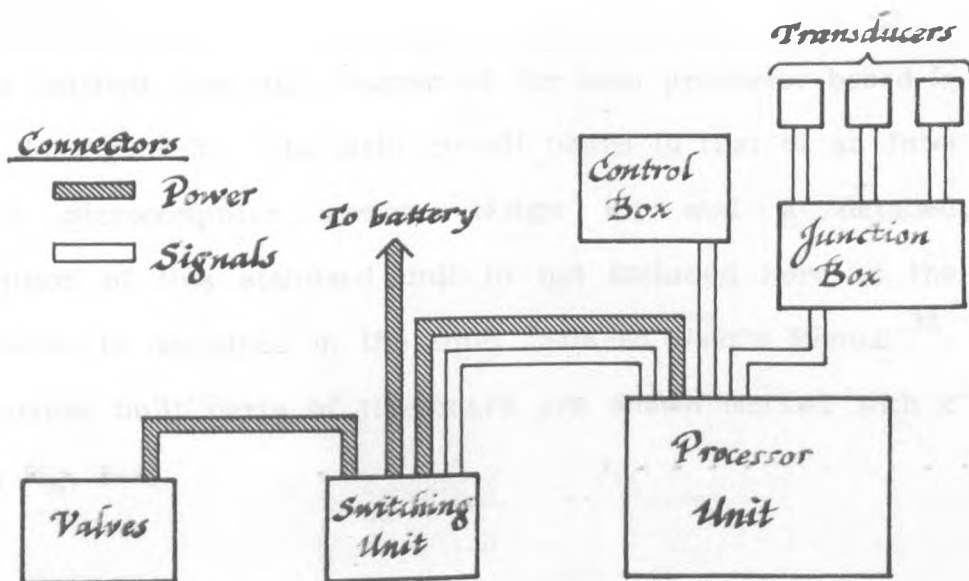 Transducers
Connectors
Power
Signals
To battery
Control
Box
Junction
Box
Valves
Switching
Unit
Processor
Unit